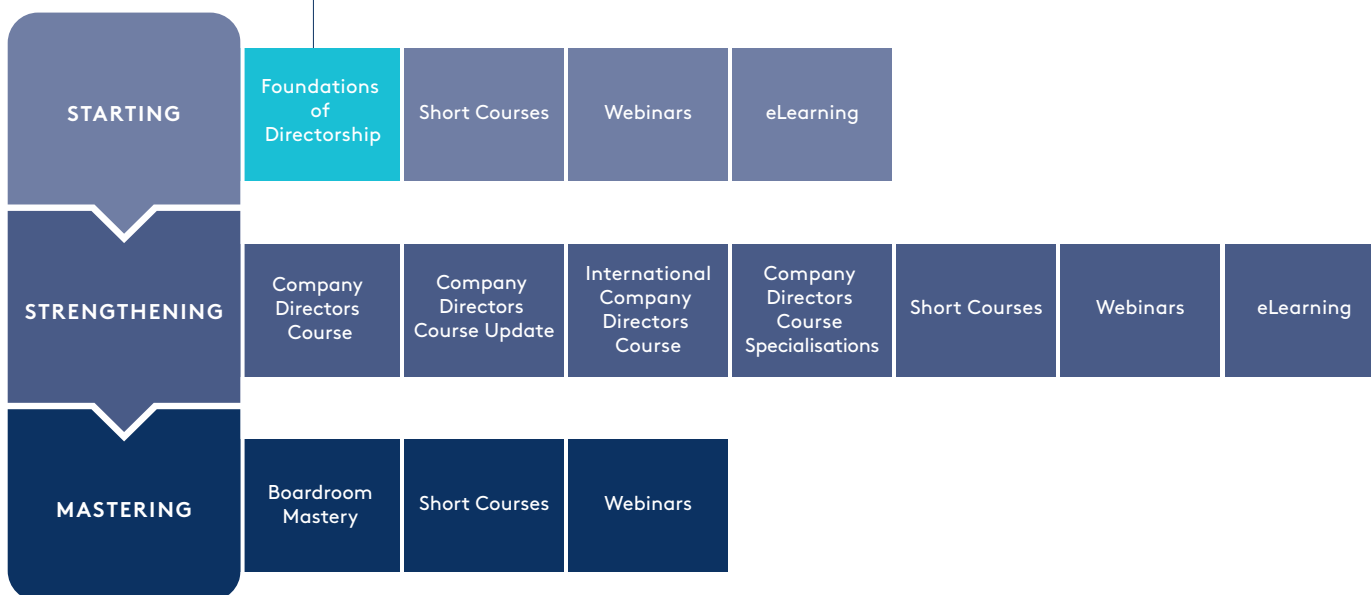 STARTING
Foundations
of
Directorship
Short Courses
Webinars
eLearning
STRENGTHENING
Company
Directors
Course
Company
Directors
Course Update
International
Company
Directors
Course
Company
Directors
Course
Specialisations
Short Courses
Webinars
eLearning
MASTERING
Boardroom
Mastery
Short Courses
Webinars